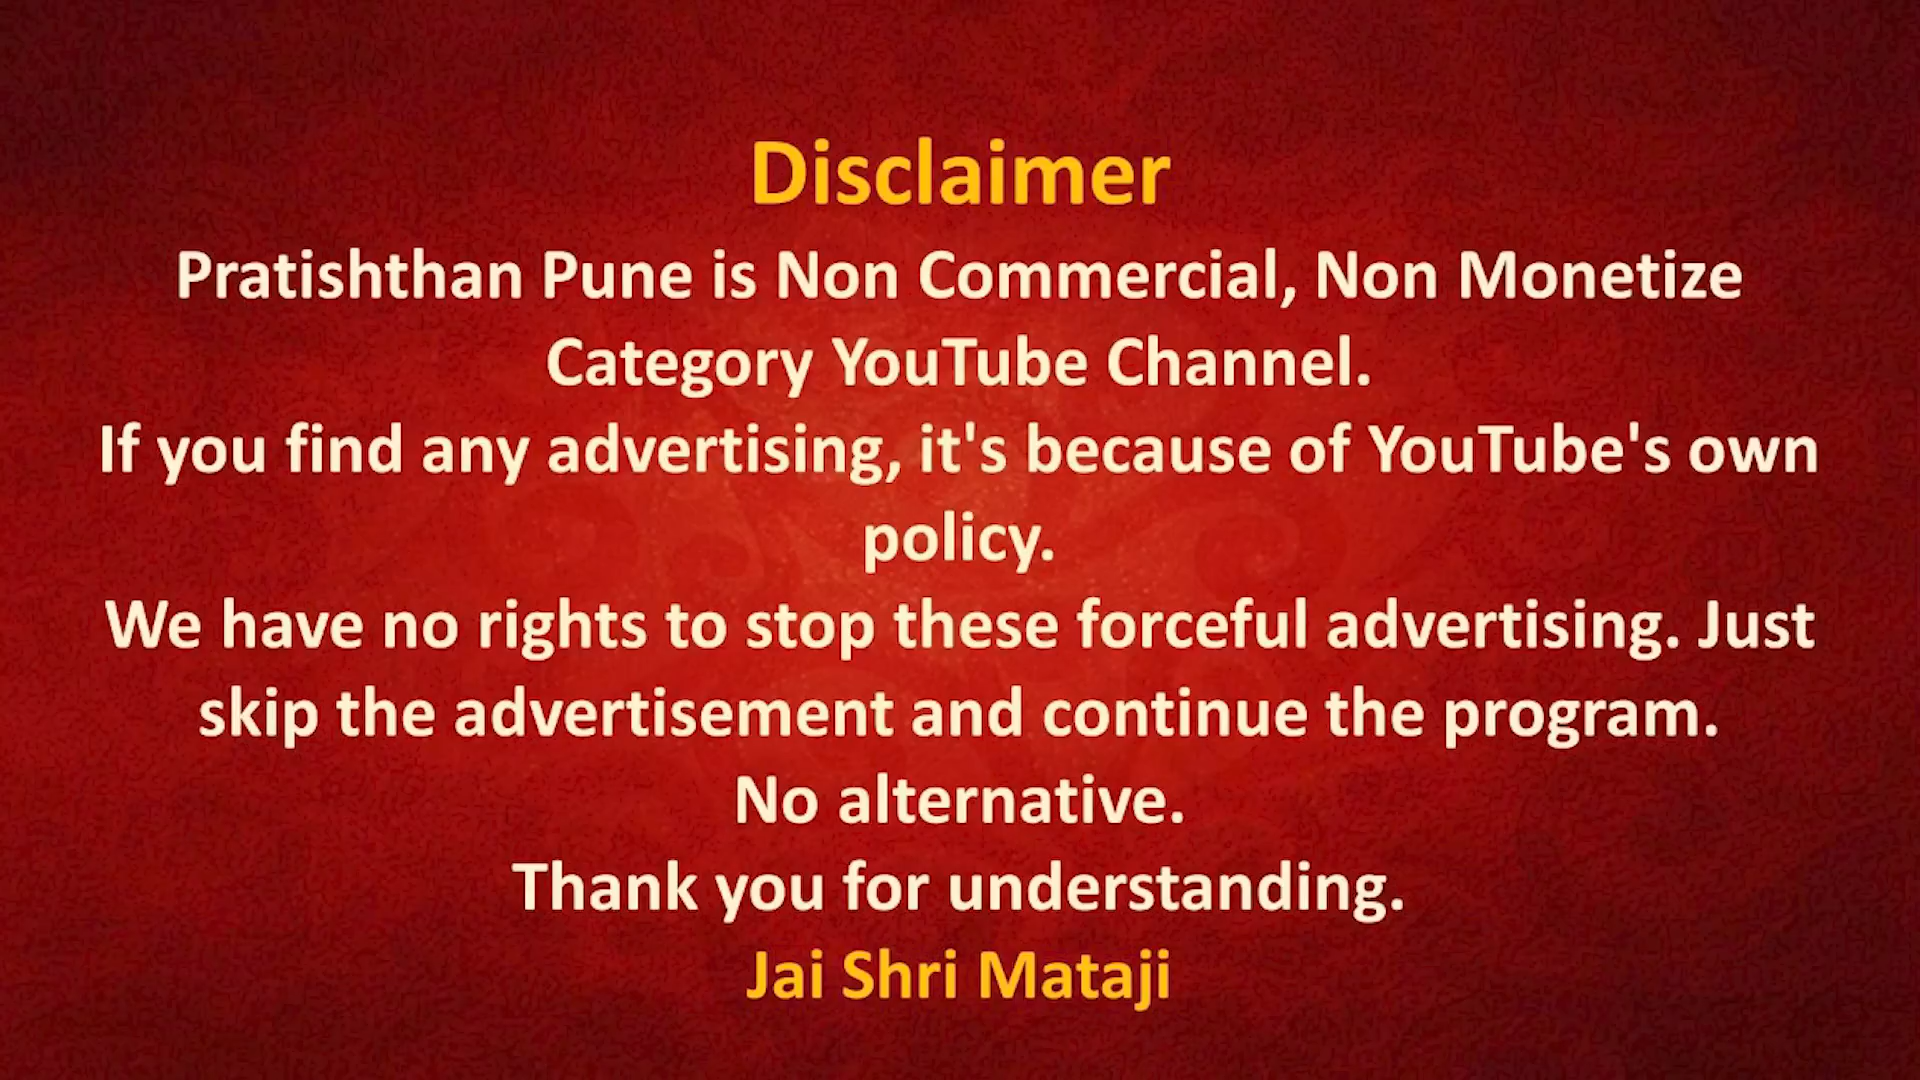 Disclaimer
Pratishthan Pune is Non Commercial, Non Monetize
Category YouTube Channel.
If you find any advertising, it's because of YouTube's own
policy.
We have no rights to stop these forceful advertising. Just
skip the advertisement and continue the program.
No alternative.
Thank you for understanding.
Jai Shri Mataji